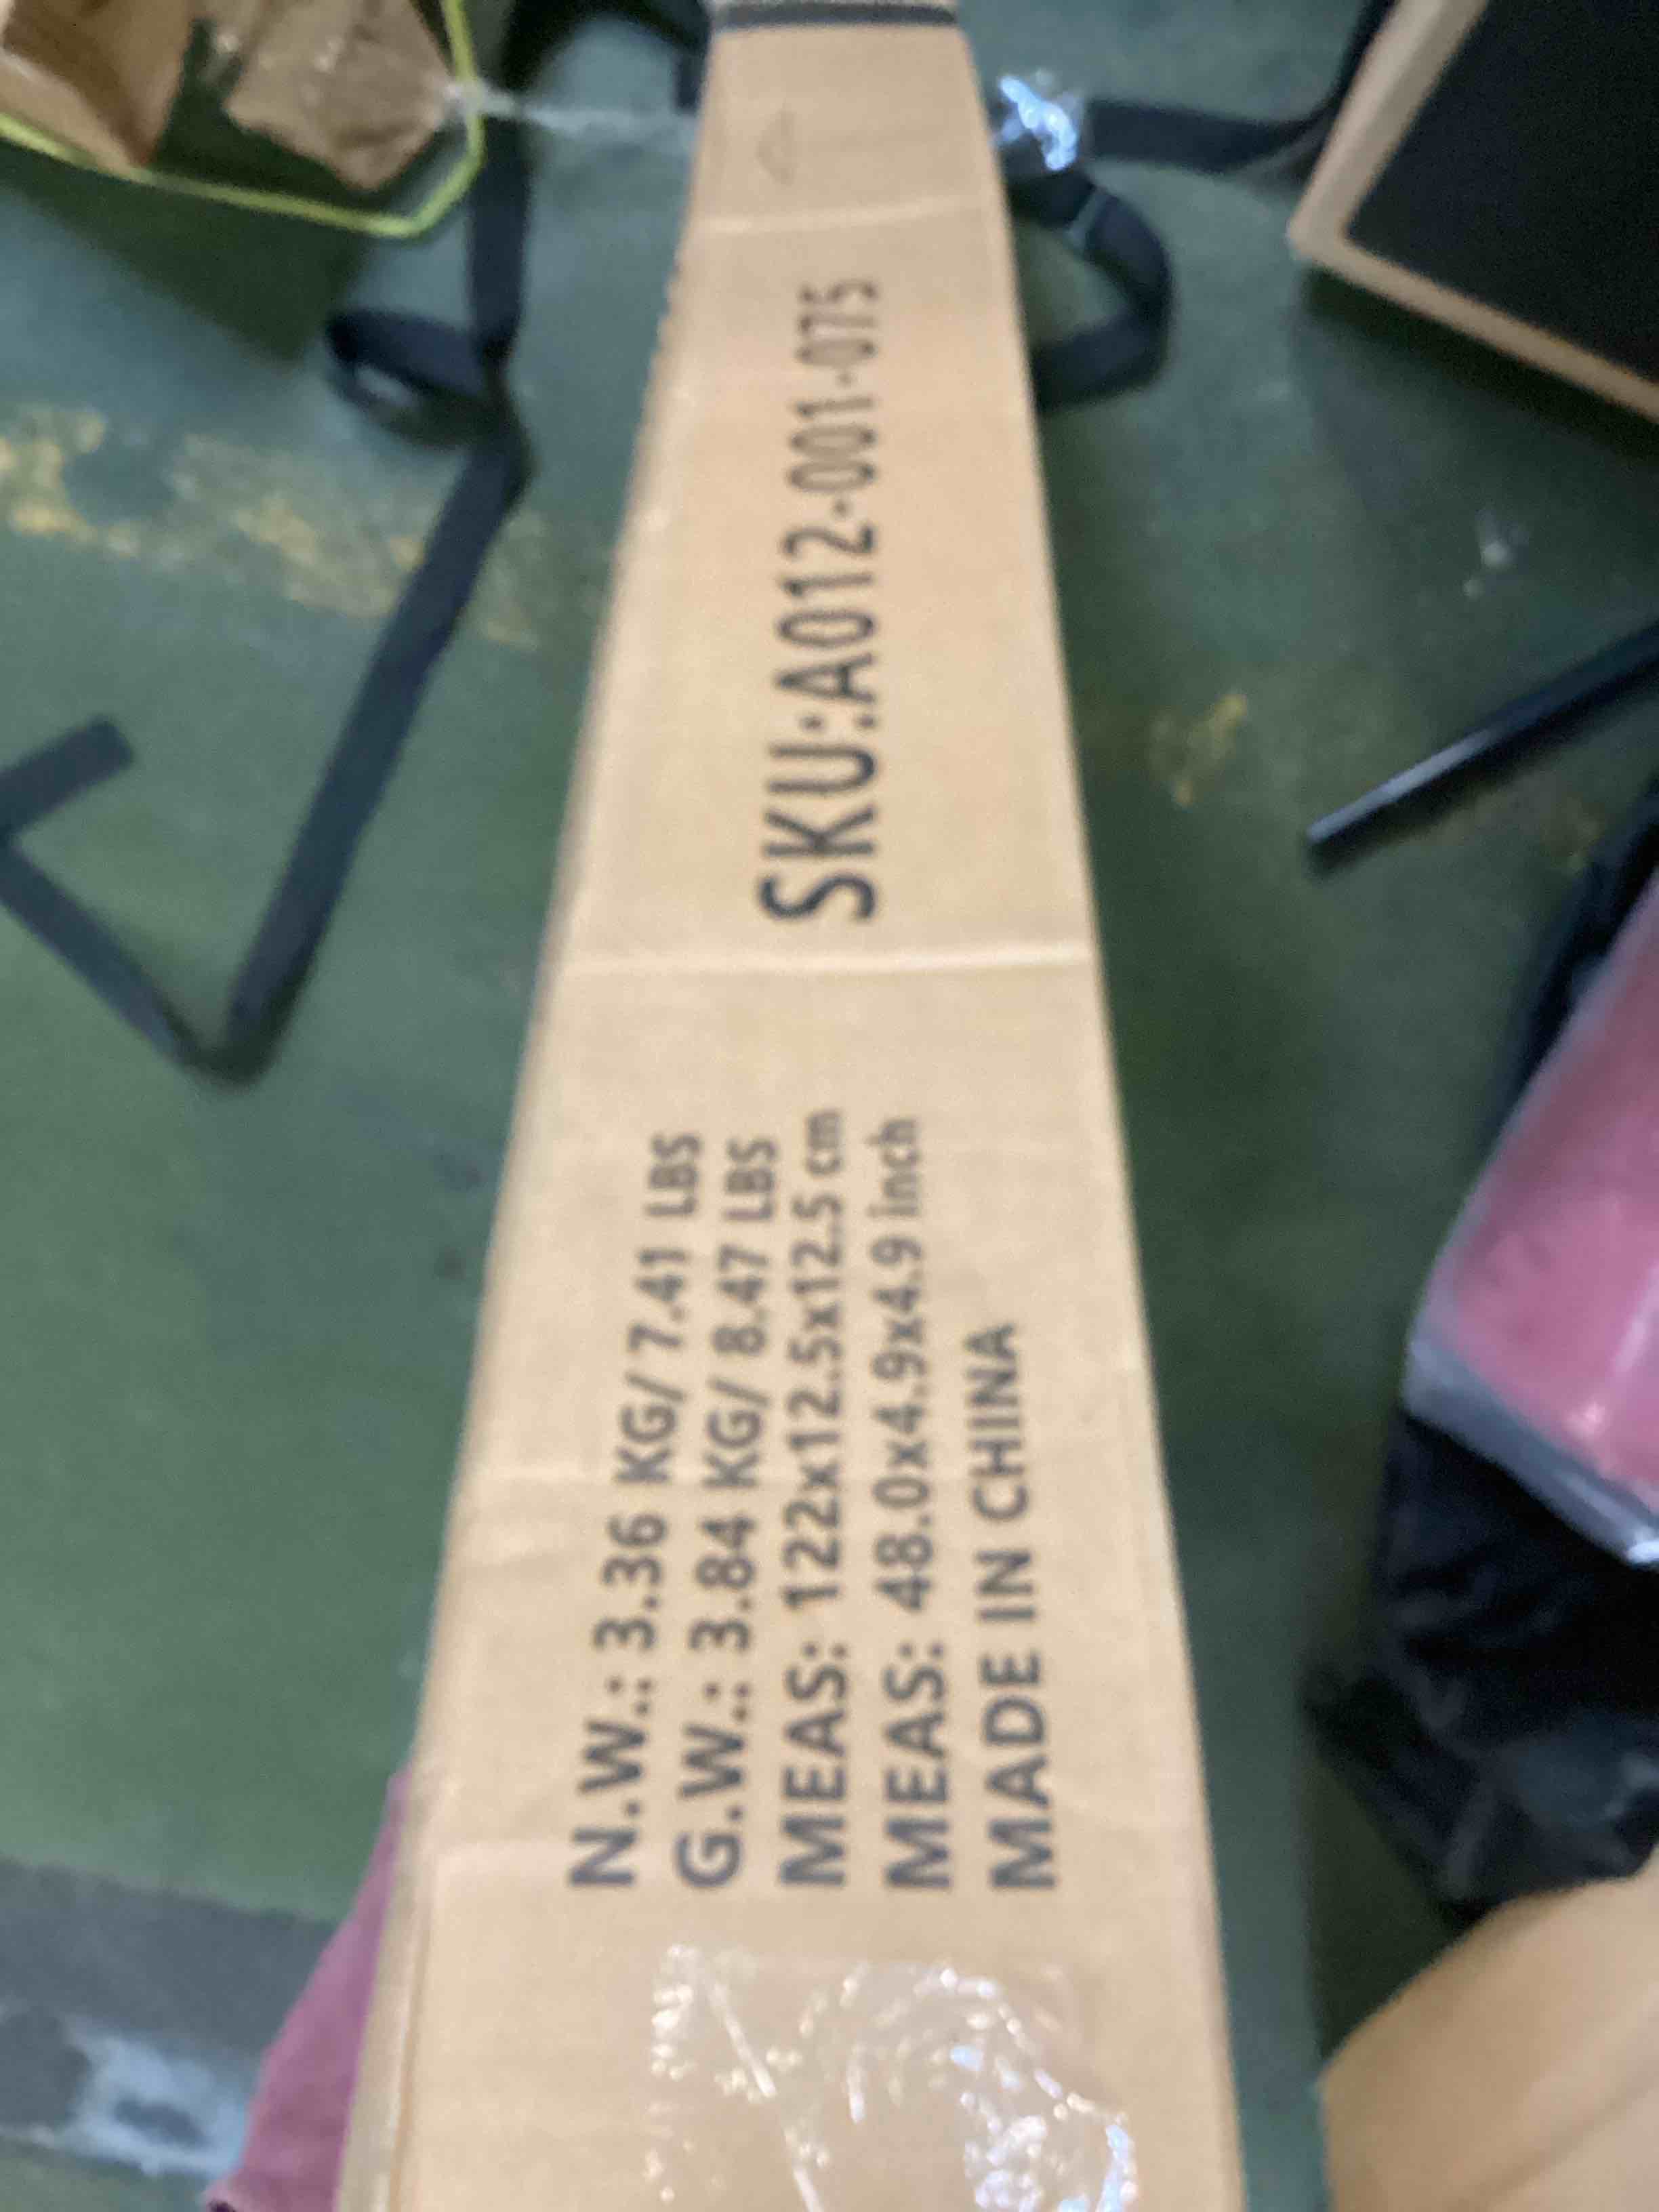 N.W.: 3.36 KG/ 7.41 LBS
G.W.: 3.84 KG/ 8.47 LBS
MEAS: 122x12.5x12.5 cm
MEAS: 48.0x4.9x4.9 inch
MADE IN CHINA
SKU:A012-001-075